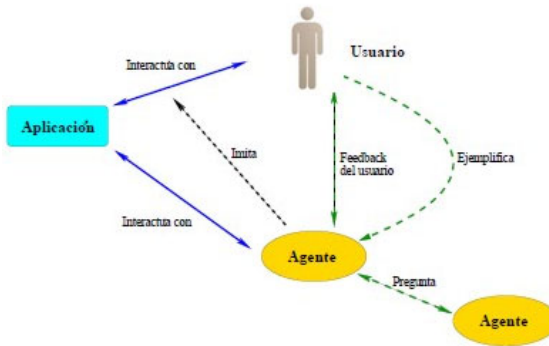 Usuario
Interactúa con
Aplicación
Imita
Feedback
del usuario
Ejemplifica
Interactúa con
Agente
Pregunta
Agente